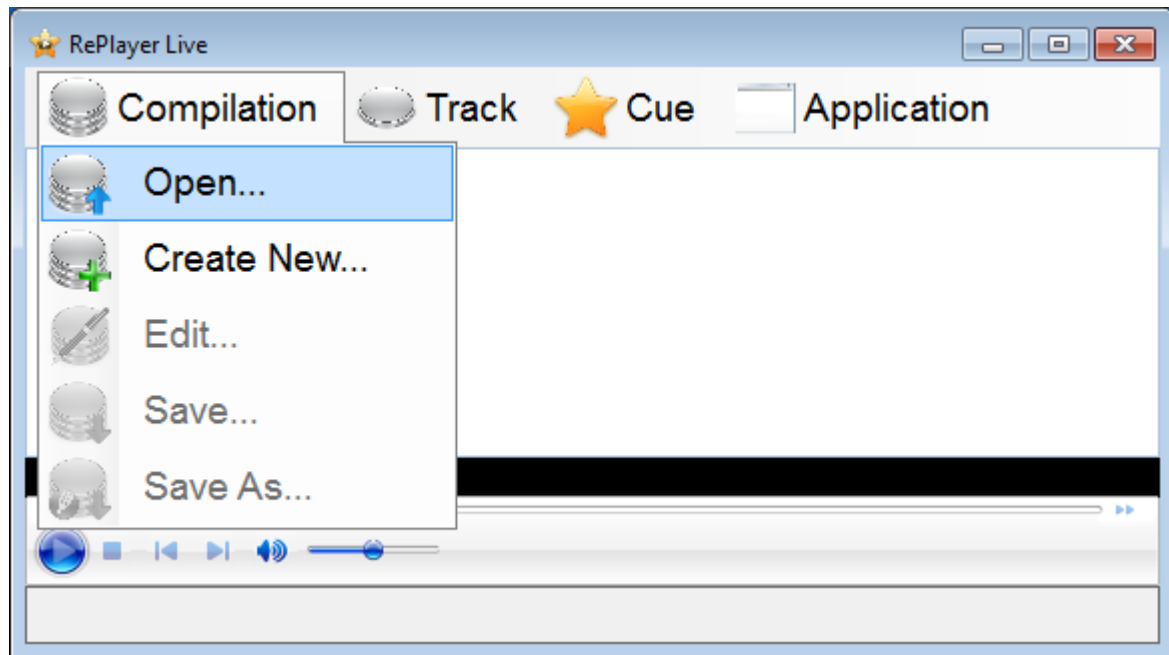 RePlayer Live
Compilation Track Cue Application
Open...
Create New...
Edit...
Save...
Save As...